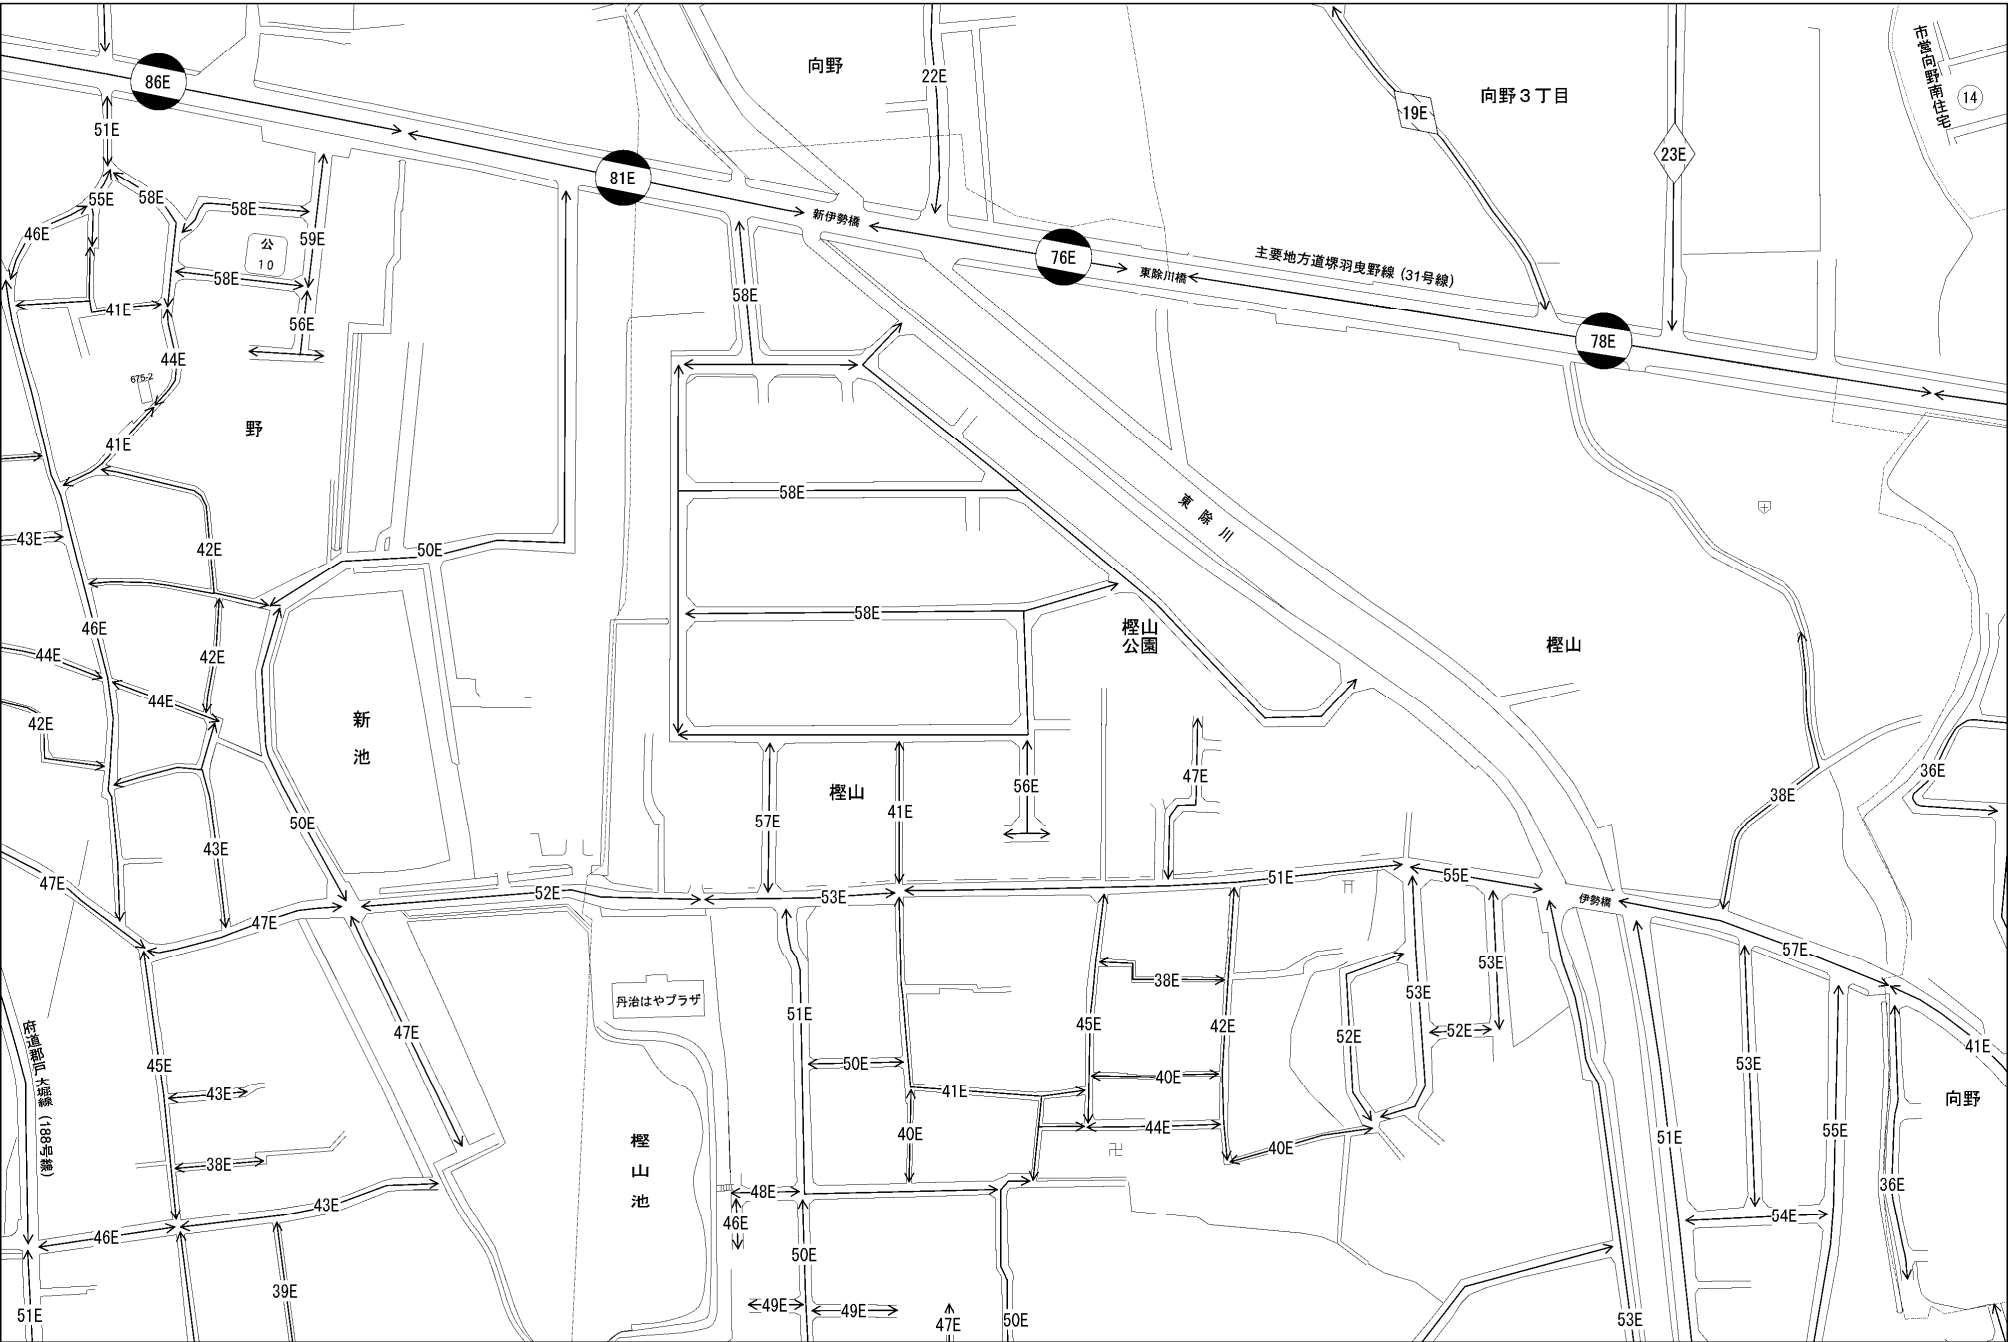 向野
22E
19E
向野３丁目
23E
市営向野南住宅
14
86E
51E
81E
55E
58E
58E
46E
59E
公
10
58E
新伊勢橋
76E
東除川橋
主要地方道堺羽曳野線 (31号線)
78E
41E
56E
58E
44E
675-2
野
41E
58E
43E
42E
50E
東除川
58E
46E
44E
42E
樫山
公園
樫山
44E
42E
新池
47E
36E
56E
38E
樫山
57E
41E
50E
43E
47E
52E
53E
51E
55E
伊勢橋
47E
57E
38E
53E
53E
丹治はやプラザ
51E
45E
42E
52E
52E
47E
府道郡戸大堀線 (188号線)
45E
50E
40E
53E
41E
43E
41E
向野
40E
44E
40E
51E
55E
38E
樫山池
36E
48E
43E
46E
54E
46E
50E
39E
51E
49E
49E
47E
50E
53E